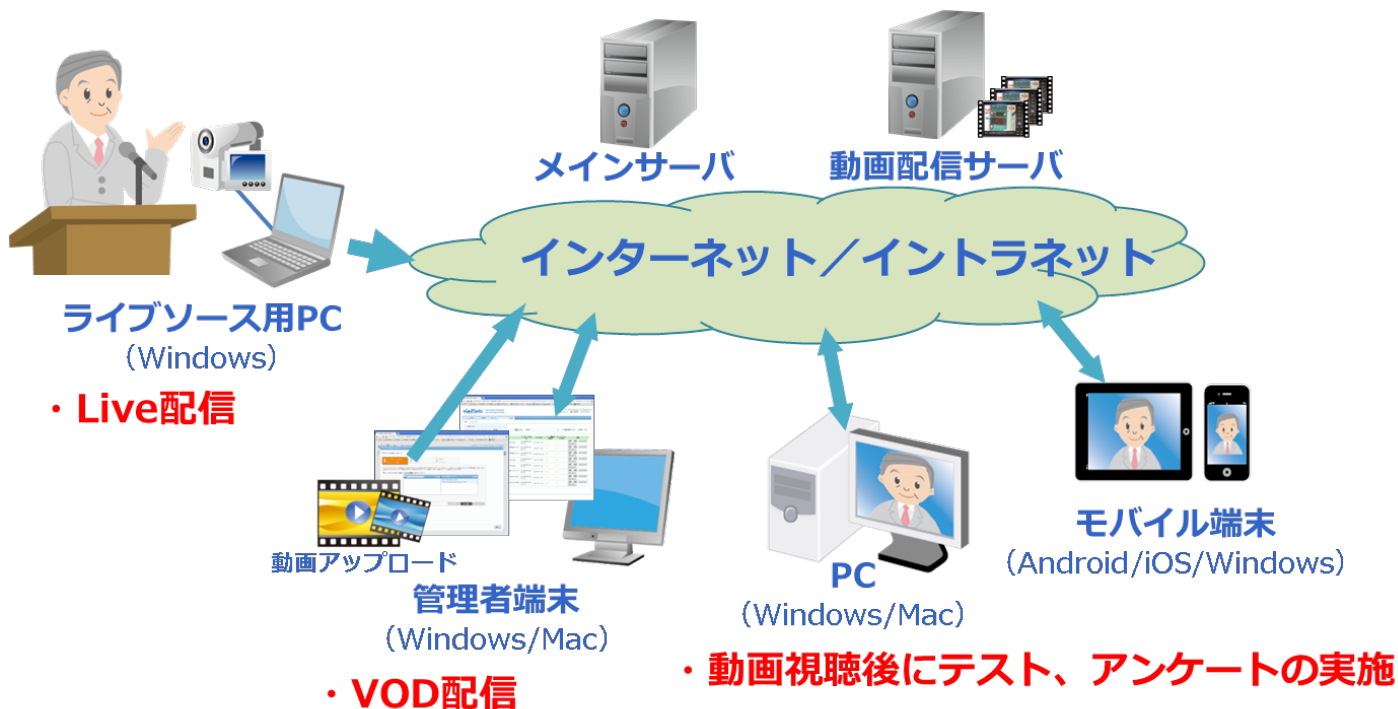 メインサーバ
動画配信サーバ
インターネット／イントラネット
ライブソース用PC
（Windows）
・Live配信
動画アップロード
管理者端末
（Windows/Mac）
・VOD配信
PC
（Windows/Mac）
モバイル端末
（Android/iOS/Windows）
・動画視聴後にテスト、アンケートの実施